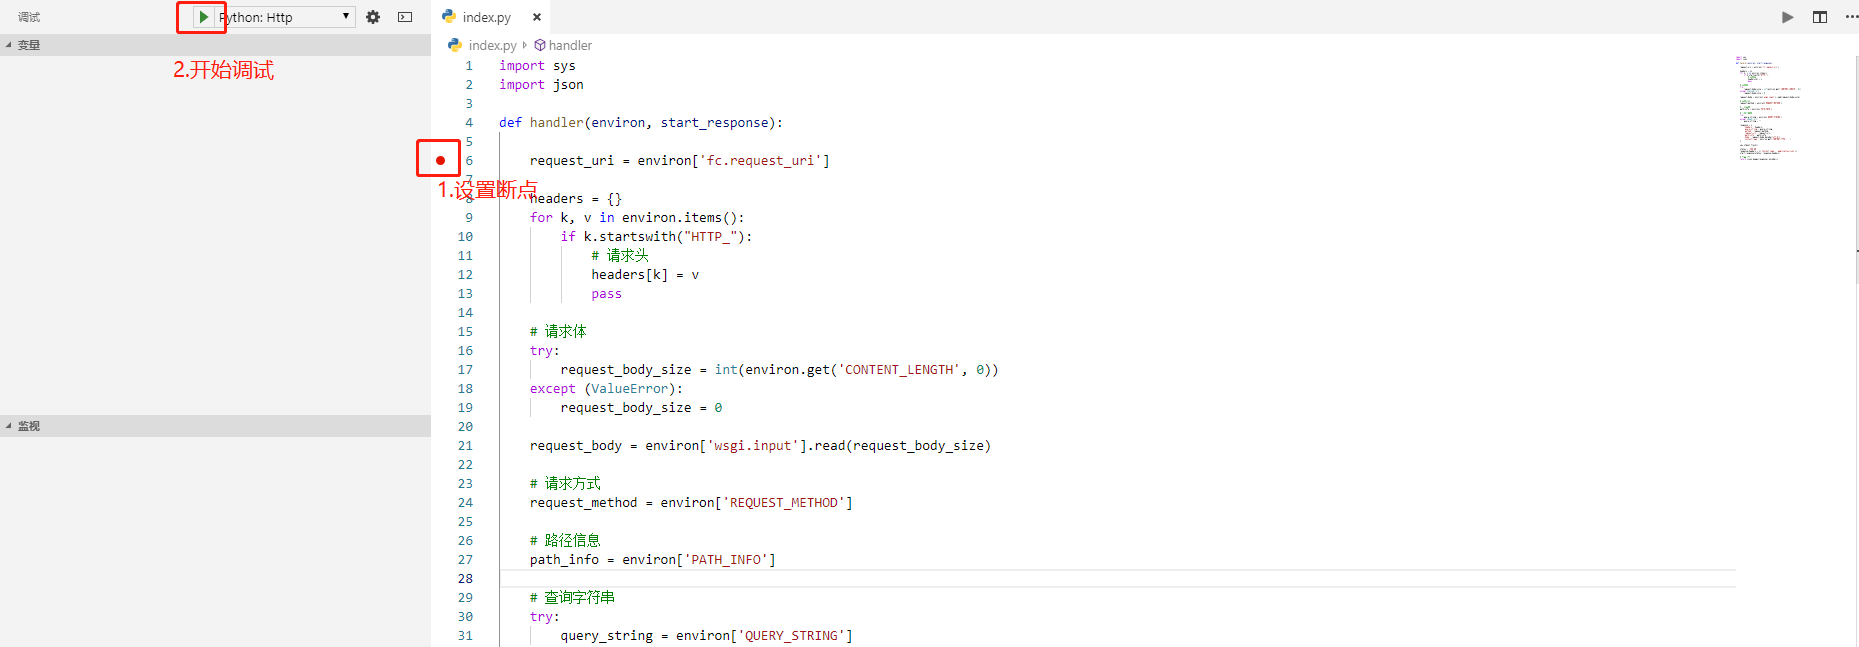 调试
Python: Http
index.py
变量
2.开始调试
index.py handler
1 import sys
2 import json
3
4 def handler(environ, start_response):
5
6 request_uri = environ['fc.request_uri']
7
1.设置断点
8 headers = {}
9 for k, v in environ.items():
10 if k.startswith("HTTP_"):
11 # 请求头
12 headers[k] = v
13 pass
14
15 # 请求体
16 try:
17 request_body_size = int(environ.get('CONTENT_LENGTH', 0))
18 except (ValueError):
19 request_body_size = 0
20
监视
21 request_body = environ['wsgi.input'].read(request_body_size)
22
23 # 请求方式
24 request_method = environ['REQUEST_METHOD']
25
26 # 路径信息
27 path_info = environ['PATH_INFO']
28
29 # 查询字符串
30 try:
31 query_string = environ['QUERY_STRING']